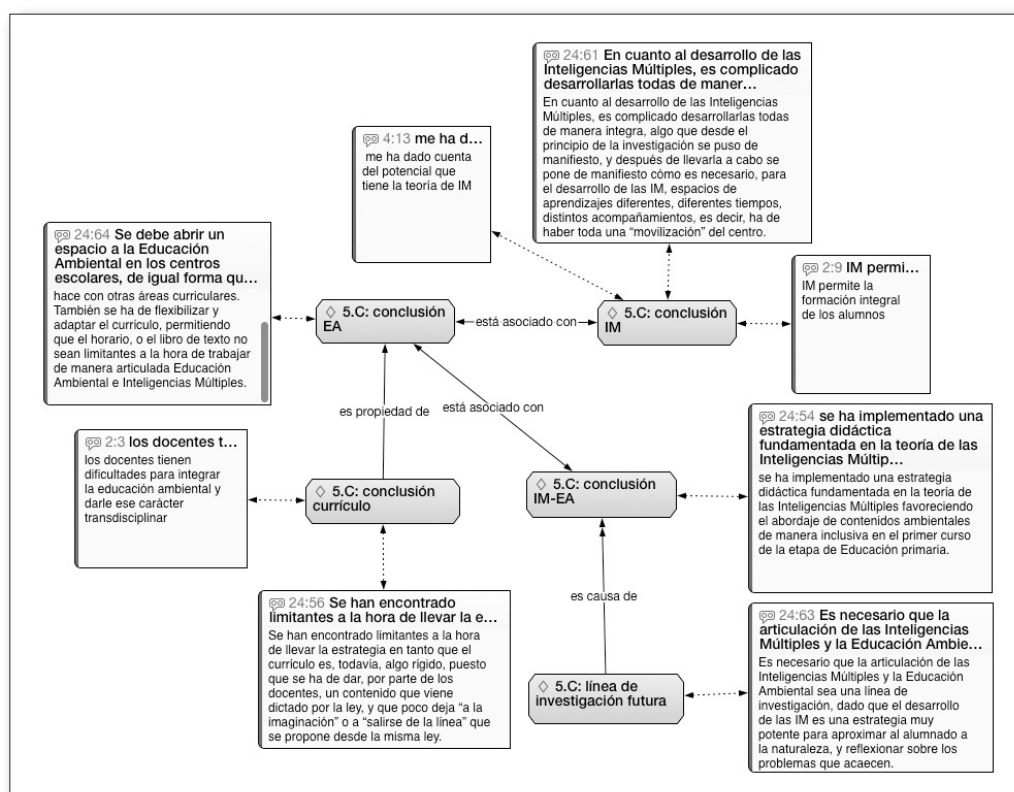 24:61 En cuanto al desarrollo de las
Inteligencias Múltiples, es complicado
desarrollarlas todas de maner…
En cuanto al desarrollo de las Inteligencias
Múltiples, es complicado desarrollarlas todas
de manera integra, algo que desde el
principio de la investigación se puso de
manifiesto, y después de llevarla a cabo se
pone de manifiesto cómo es necesario, para
el desarrollo de las IM, espacios de
aprendizajes diferentes, diferentes tiempos,
distintos acompañamientos, es decir, ha de
haber toda una “movilización” del centro.
4:13 me ha d…
me ha dado cuenta
del potencial que
tiene la teoría de IM
24:64 Se debe abrir un
espacio a la Educación
Ambiental en los centros
escolares, de igual forma qu…
hace con otras áreas curriculares.
También se ha de flexibilizar y
adaptar el currículo, permitiendo
que el horario, o el libro de texto no
sean limitantes a la hora de trabajar
de manera articulada Educación
Ambiental e Inteligencias Múltiples.
2:9 IM permi…
IM permite la
formación integral
de los alumnos
5.C: conclusión
EA
está asociado con
5.C: conclusión
IM
es propiedad de
está asociado con
2:3 los docentes t…
los docentes tienen
dificultades para integrar
la educación ambiental y
darle ese carácter
transdisciplinar
5.C: conclusión
currículo
5.C: conclusión
IM-EA
24:54 se ha implementado una
estrategia didáctica
fundamentada en la teoría de las
Inteligencias Múltip…
se ha implementado una estrategia
didáctica fundamentada en la teoría de
las Inteligencias Múltiples favoreciendo
el abordaje de contenidos ambientales
de manera inclusiva en el primer curso
de la etapa de Educación primaria.
es causa de
24:56 Se han encontrado
limitantes a la hora de llevar la e…
Se han encontrado limitantes a la hora
de llevar la estrategia en tanto que el
currículo es, todavía, algo rígido, puesto
que se ha de dar, por parte de los
docentes, un contenido que viene
dictado por la ley, y que poco deja “a la
imaginación” o a “salirse de la línea” que
se propone desde la misma ley.
5.C: línea de
investigación futura
24:63 Es necesario que la
articulación de las Inteligencias
Múltiples y la Educación Ambie…
Es necesario que la articulación de las
Inteligencias Múltiples y la Educación
Ambiental sea una línea de
investigación, dado que el desarrollo
de las IM es una estrategia muy
potente para aproximar al alumnado a
la naturaleza, y reflexionar sobre los
problemas que acaecen.